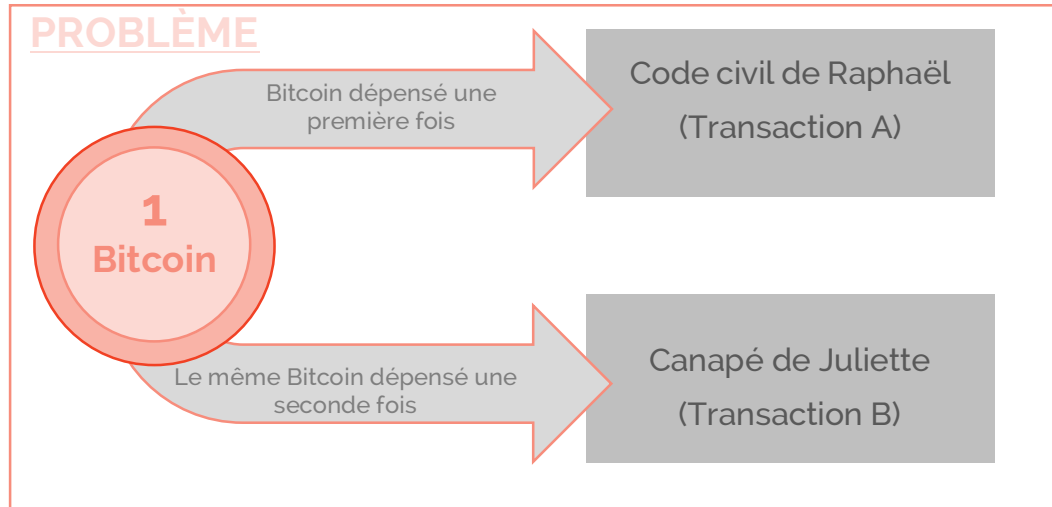 PROBLÈME
Bitcoin dépensé une
première fois
Code civil de Raphaël
(Transaction A)
1
Bitcoin
Le même Bitcoin dépensé une
seconde fois
Canapé de Juliette
(Transaction B)